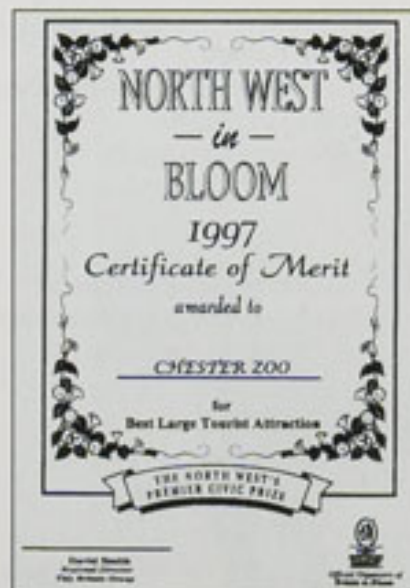 NORTH WEST
— in —
BLOOM
1997
Certificate of Merit
awarded to
CHESTER ZOO
for
Best Large Tourist Attraction
THE NORTH WEST'S
PREMIER CIVIC PRIZE